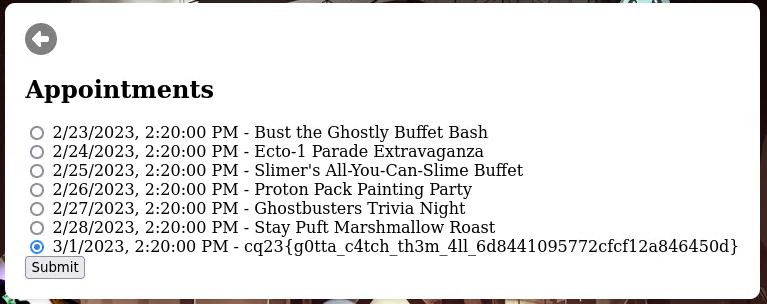 Appointments
2/23/2023, 2:20:00 PM - Bust the Ghostly Buffet Bash
2/24/2023, 2:20:00 PM - Ecto-1 Parade Extravaganza
2/25/2023, 2:20:00 PM - Slimer's All-You-Can-Slime Buffet
2/26/2023, 2:20:00 PM - Proton Pack Painting Party
2/27/2023, 2:20:00 PM - Ghostbusters Trivia Night
2/28/2023, 2:20:00 PM - Stay Puft Marshmallow Roast
3/1/2023, 2:20:00 PM - cq23{g0tta_c4tch_th3m_4ll_6d8441095772cfcf12a846450d}
Submit